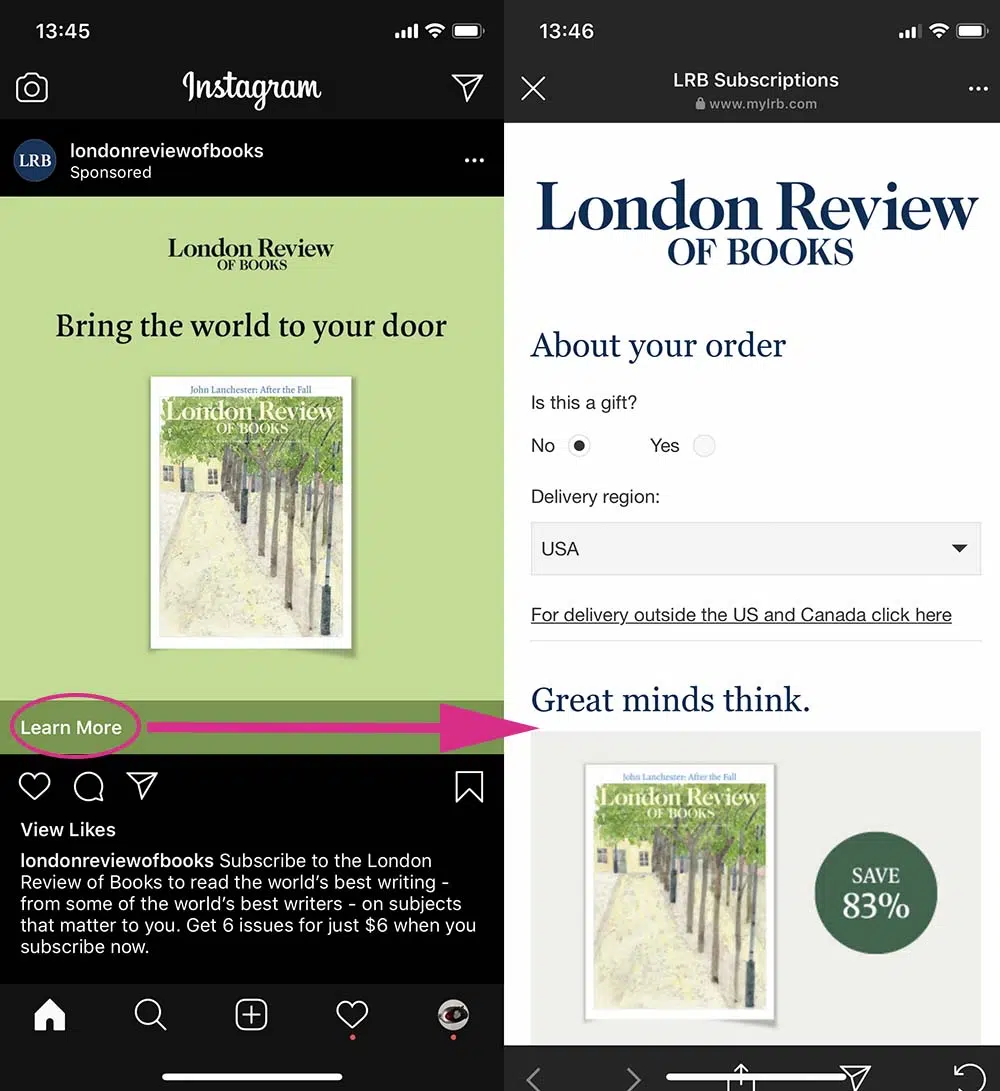 13:45
Instagram
LRB
londonreviewofbooks
Sponsored
London Review
OF BOOKS
Bring the world to your door
John Lanchester: After the Fall
London Review
OF BOOKS
Learn More
View Likes
londonreviewofbooks Subscribe to the London
Review of Books to read the world’s best writing -
from some of the world’s best writers - on subjects
that matter to you. Get 6 issues for just $6 when you
subscribe now.
13:46
LRB Subscriptions
www.mylrb.com
London Review
OF BOOKS
About your order
Is this a gift?
No Yes
Delivery region:
USA
For delivery outside the US and Canada click here
Great minds think.
John Lanchester: After the Fall
London Review
OF BOOKS
SAVE
83%